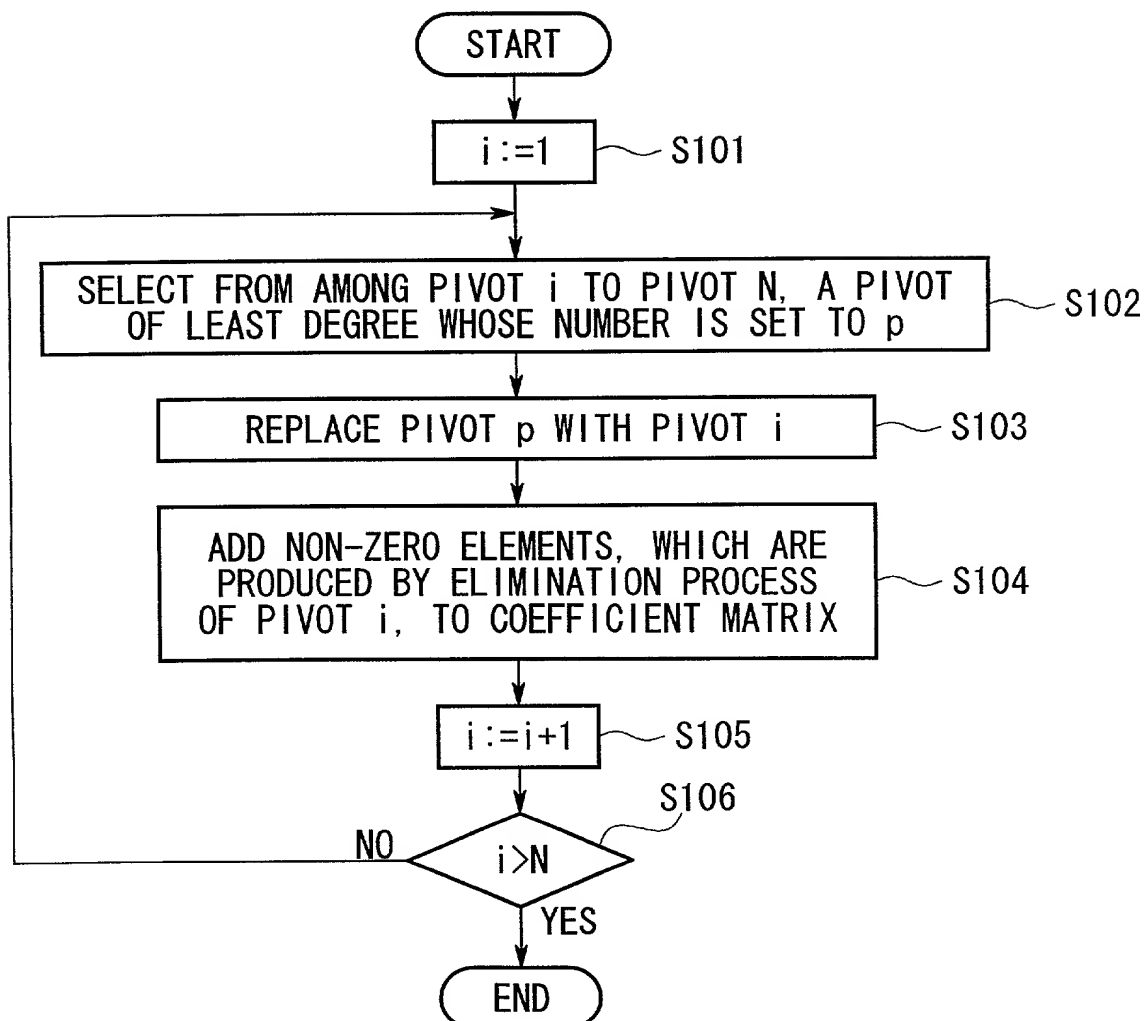 START
i:=1
S101
SELECT FROM AMONG PIVOT i TO PIVOT N, A PIVOT
OF LEAST DEGREE WHOSE NUMBER IS SET TO p
S102
REPLACE PIVOT p WITH PIVOT i
S103
ADD NON-ZERO ELEMENTS, WHICH ARE
PRODUCED BY ELIMINATION PROCESS
OF PIVOT i, TO COEFFICIENT MATRIX
S104
i:=i+1
S105
S106
NO
i>N
YES
END